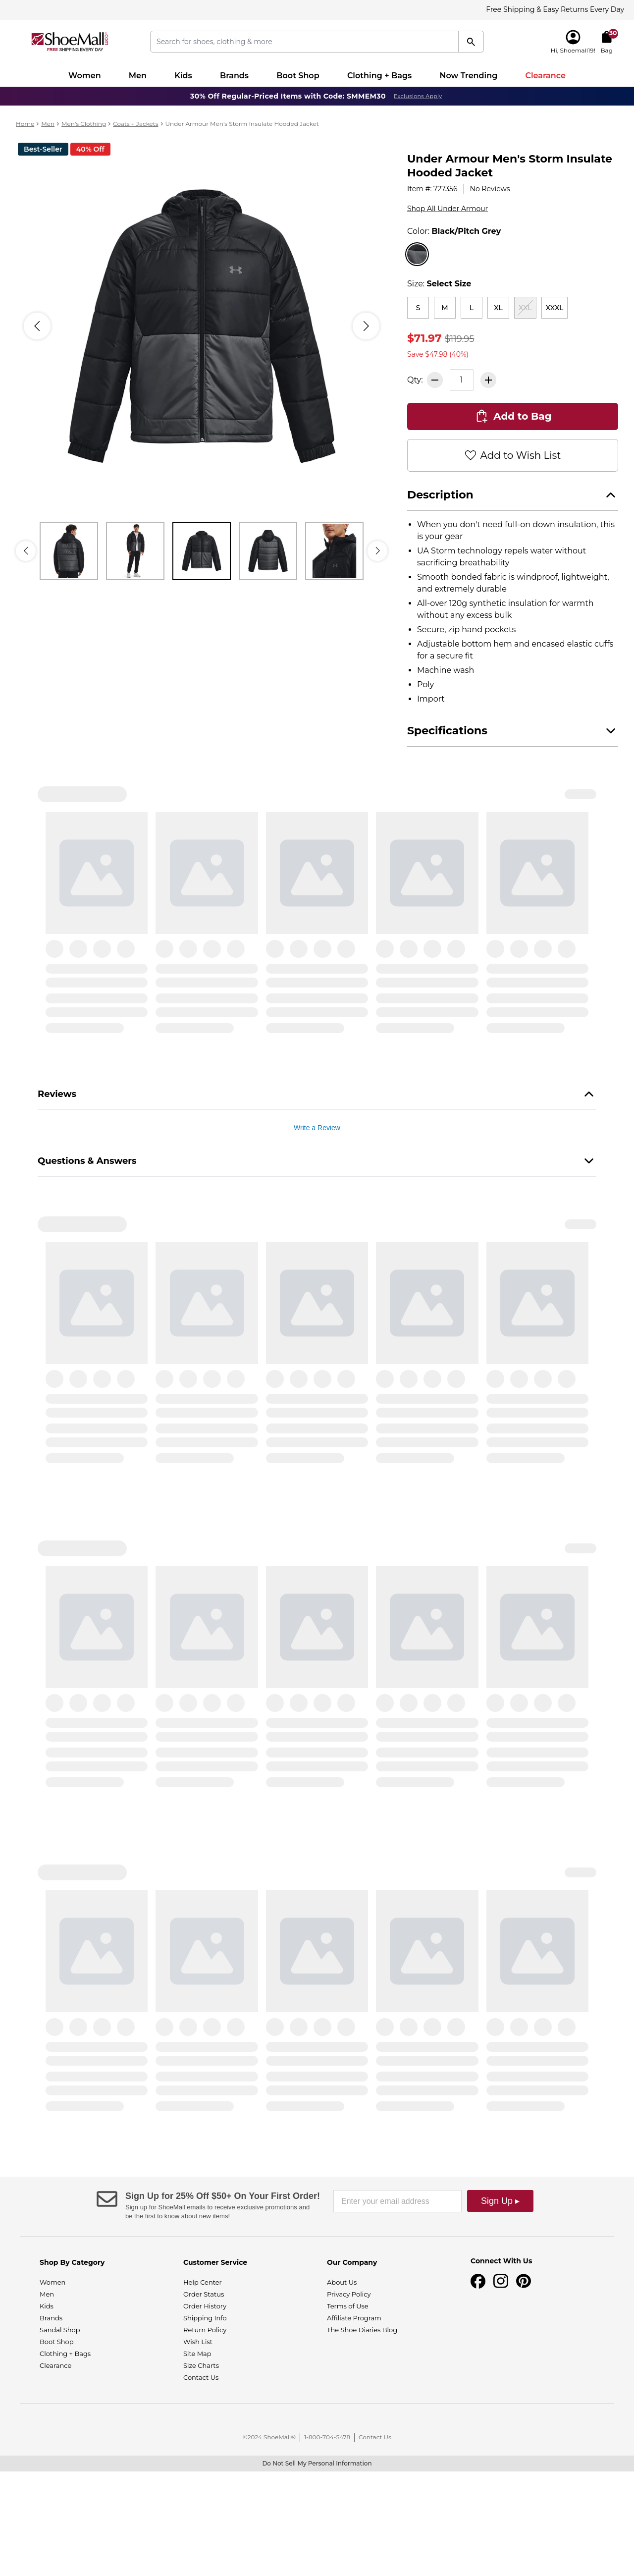 Free Shipping & Easy Returns Every Day
ShoeMall
FREE SHIPPING EVERY DAY
Search for shoes, clothing & more
30
Hi, Shoemall19!
Bag
Women
Men
Kids
Brands
Boot Shop
Clothing + Bags
Now Trending
Clearance
30% Off Regular-Priced Items with Code: SMMEM30 Exclusions Apply
Home > Men > Men's Clothing > Coats + Jackets > Under Armour Men's Storm Insulate Hooded Jacket
Best-Seller
40% Off
Under Armour Men's Storm Insulate
Hooded Jacket
Item #: 727356 | No Reviews
Shop All Under Armour
Color: Black/Pitch Grey
Size: Select Size
S
M
L
XL
XXL
XXXL
$71.97 $119.95
Save $47.98 (40%)
Qty: 1
Add to Bag
Add to Wish List
Description
• When you don't need full-on down insulation, this
is your gear
• UA Storm technology repels water without
sacrificing breathability
• Smooth bonded fabric is windproof, lightweight,
and extremely durable
• All-over 120g synthetic insulation for warmth
without any excess bulk
• Secure, zip hand pockets
• Adjustable bottom hem and encased elastic cuffs
for a secure fit
• Machine wash
• Poly
• Import
Specifications
Reviews
Write a Review
Questions & Answers
Sign Up for 25% Off $50+ On Your First Order!
Sign up for ShoeMall emails to receive exclusive promotions and
be the first to know about new items!
Enter your email address
Sign Up ▸
Shop By Category
Women
Men
Kids
Brands
Sandal Shop
Boot Shop
Clothing + Bags
Clearance
Customer Service
Help Center
Order Status
Order History
Shipping Info
Return Policy
Wish List
Site Map
Size Charts
Contact Us
Our Company
About Us
Privacy Policy
Terms of Use
Affiliate Program
The Shoe Diaries Blog
Connect With Us
©2024 ShoeMall® | 1-800-704-5478 | Contact Us
Do Not Sell My Personal Information